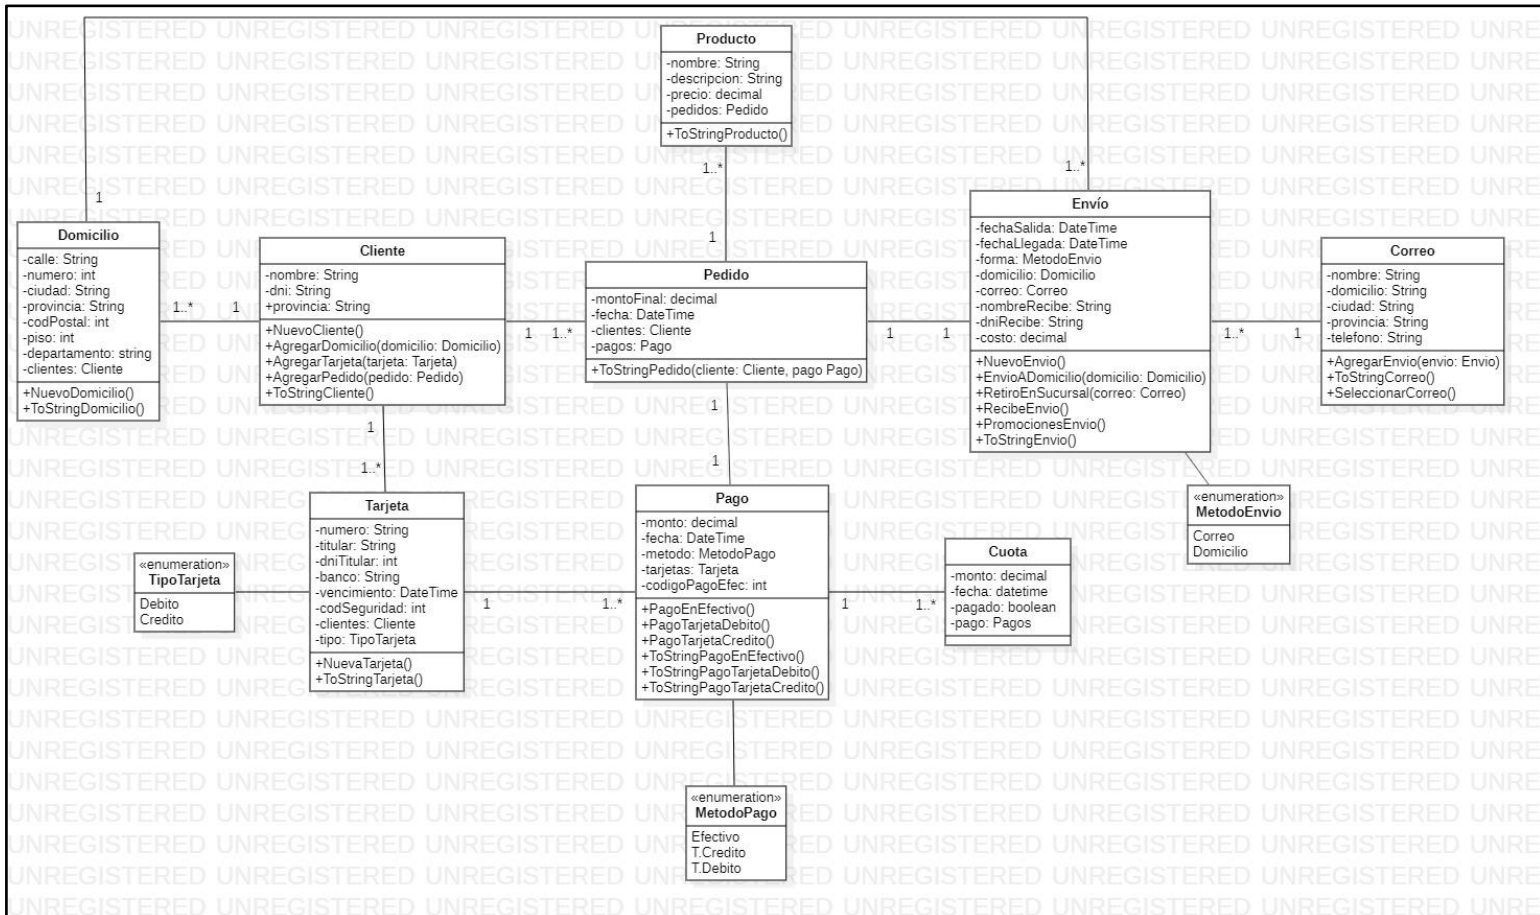 Producto
-nombre: String
-descripcion: String
-precio: decimal
-pedidos: Pedido
+ToStringProducto()
1..*
1
1
1..*
Domicilio
-calle: String
-numero: int
-ciudad: String
-provincia: String
-codPostal: int
-piso: int
-departamento: string
-clientes: Cliente
+NuevoDomicilio()
+ToStringDomicilio()
1..*
1
Cliente
-nombre: String
-dni: String
+provincia: String
+NuevoCliente()
+AgregarDomicilio(domicilio: Domicilio)
+AgregarTarjeta(tarjeta: Tarjeta)
+AgregarPedido(pedido: Pedido)
+ToStringCliente()
1
1..*
Pedido
-montoFinal: decimal
-fecha: DateTime
-clientes: Cliente
-pagos: Pago
+ToStringPedido(cliente: Cliente, pago Pago)
1
1
Envío
-fechaSalida: DateTime
-fechaLlegada: DateTime
-forma: MetodoEnvio
-domicilio: Domicilio
-correo: Correo
-nombreRecibe: String
-dniRecibe: String
-costo: decimal
+NuevoEnvio()
+EnvioADomicilio(domicilio: Domicilio)
+RetiroEnSucursal(correo: Correo)
+RecibeEnvio()
+PromocionesEnvio()
+ToStringEnvio()
1..*
1
Correo
-nombre: String
-domicilio: String
-ciudad: String
-provincia: String
-telefono: String
+AgregarEnvio(envio: Envio)
+ToStringCorreo()
+SeleccionarCorreo()
1
1..*
1
1
«enumeration»
MetodoEnvio
Correo
Domicilio
«enumeration»
TipoTarjeta
Debito
Credito
Tarjeta
-numero: String
-titular: String
-dniTitular: int
-banco: String
-vencimiento: DateTime
-codSeguridad: int
-clientes: Cliente
-tipo: TipoTarjeta
+NuevaTarjeta()
+ToStringTarjeta()
1
1..*
Pago
-monto: decimal
-fecha: DateTime
-metodo: MetodoPago
-tarjetas: Tarjeta
-codigoPagoEfec: int
+PagoEnEfectivo()
+PagoTarjetaDebito()
+PagoTarjetaCredito()
+ToStringPagoEnEfectivo()
+ToStringPagoTarjetaDebito()
+ToStringPagoTarjetaCredito()
1
1..*
Cuota
-monto: decimal
-fecha: datetime
-pagado: boolean
-pago: Pagos
«enumeration»
MetodoPago
Efectivo
T.Credito
T.Debito